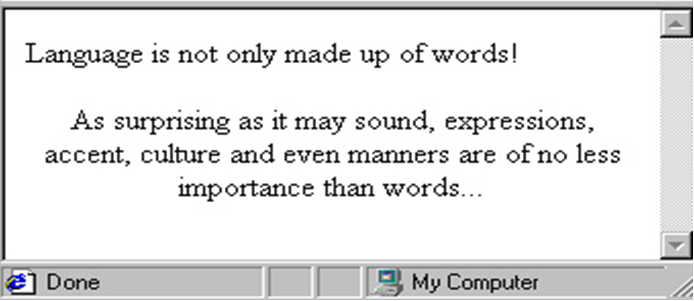 Language is not only made up of words!
As surprising as it may sound, expressions,
accent, culture and even manners are of no less
importance than words...
Done
My Computer